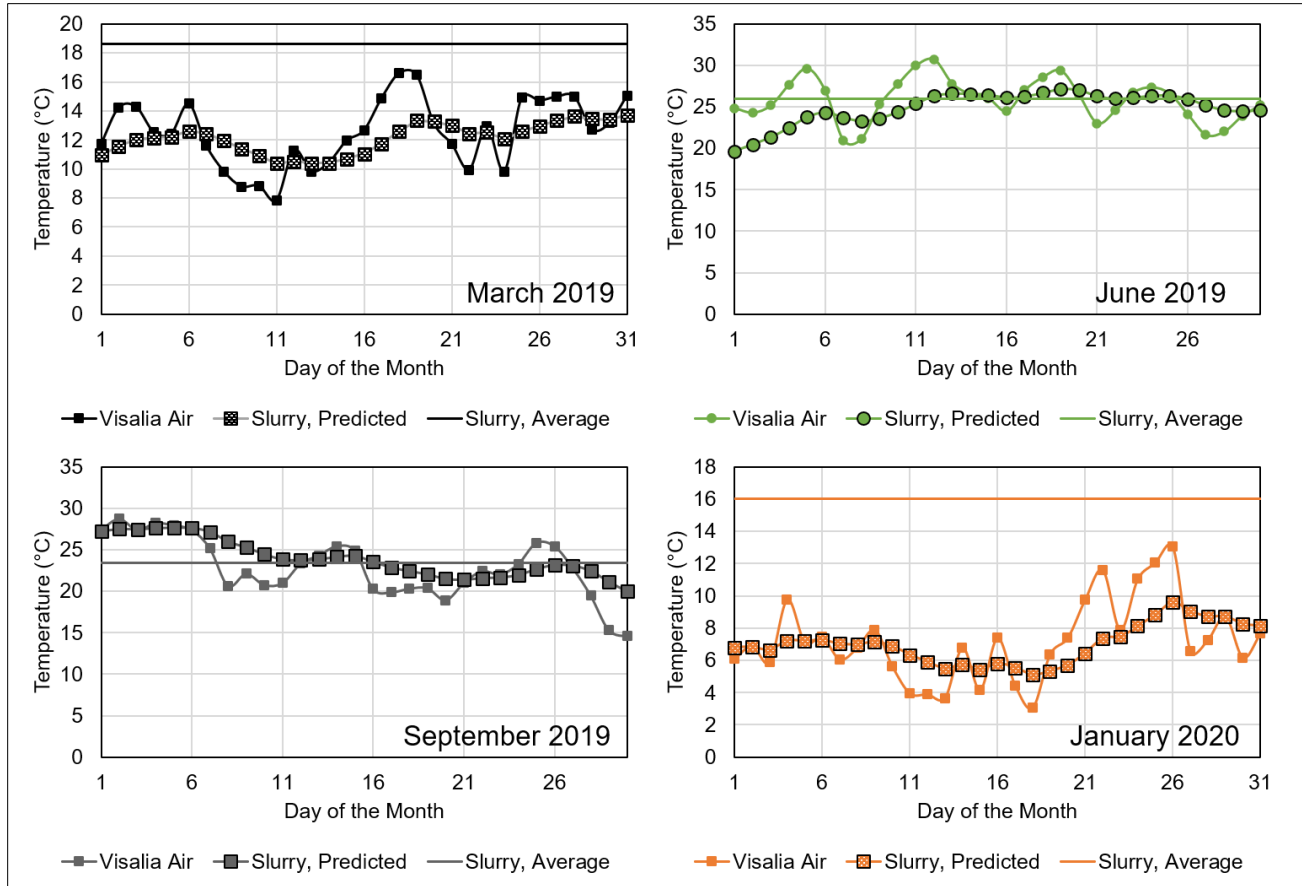 20
18
16
14
12
10
8
6
4
2
0
Temperature (°C)
March 2019
1 6 11 16 21 26 31
Day of the Month
Visalia Air Slurry, Predicted Slurry, Average
35
30
25
20
15
10
5
0
Temperature (°C)
June 2019
1 6 11 16 21 26
Day of the Month
Visalia Air Slurry, Predicted Slurry, Average
35
30
25
20
15
10
5
0
Temperature (°C)
September 2019
1 6 11 16 21 26
Day of the Month
Visalia Air Slurry, Predicted Slurry, Average
18
16
14
12
10
8
6
4
2
0
Temperature (°C)
January 2020
1 6 11 16 21 26 31
Day of the Month
Visalia Air Slurry, Predicted Slurry, Average